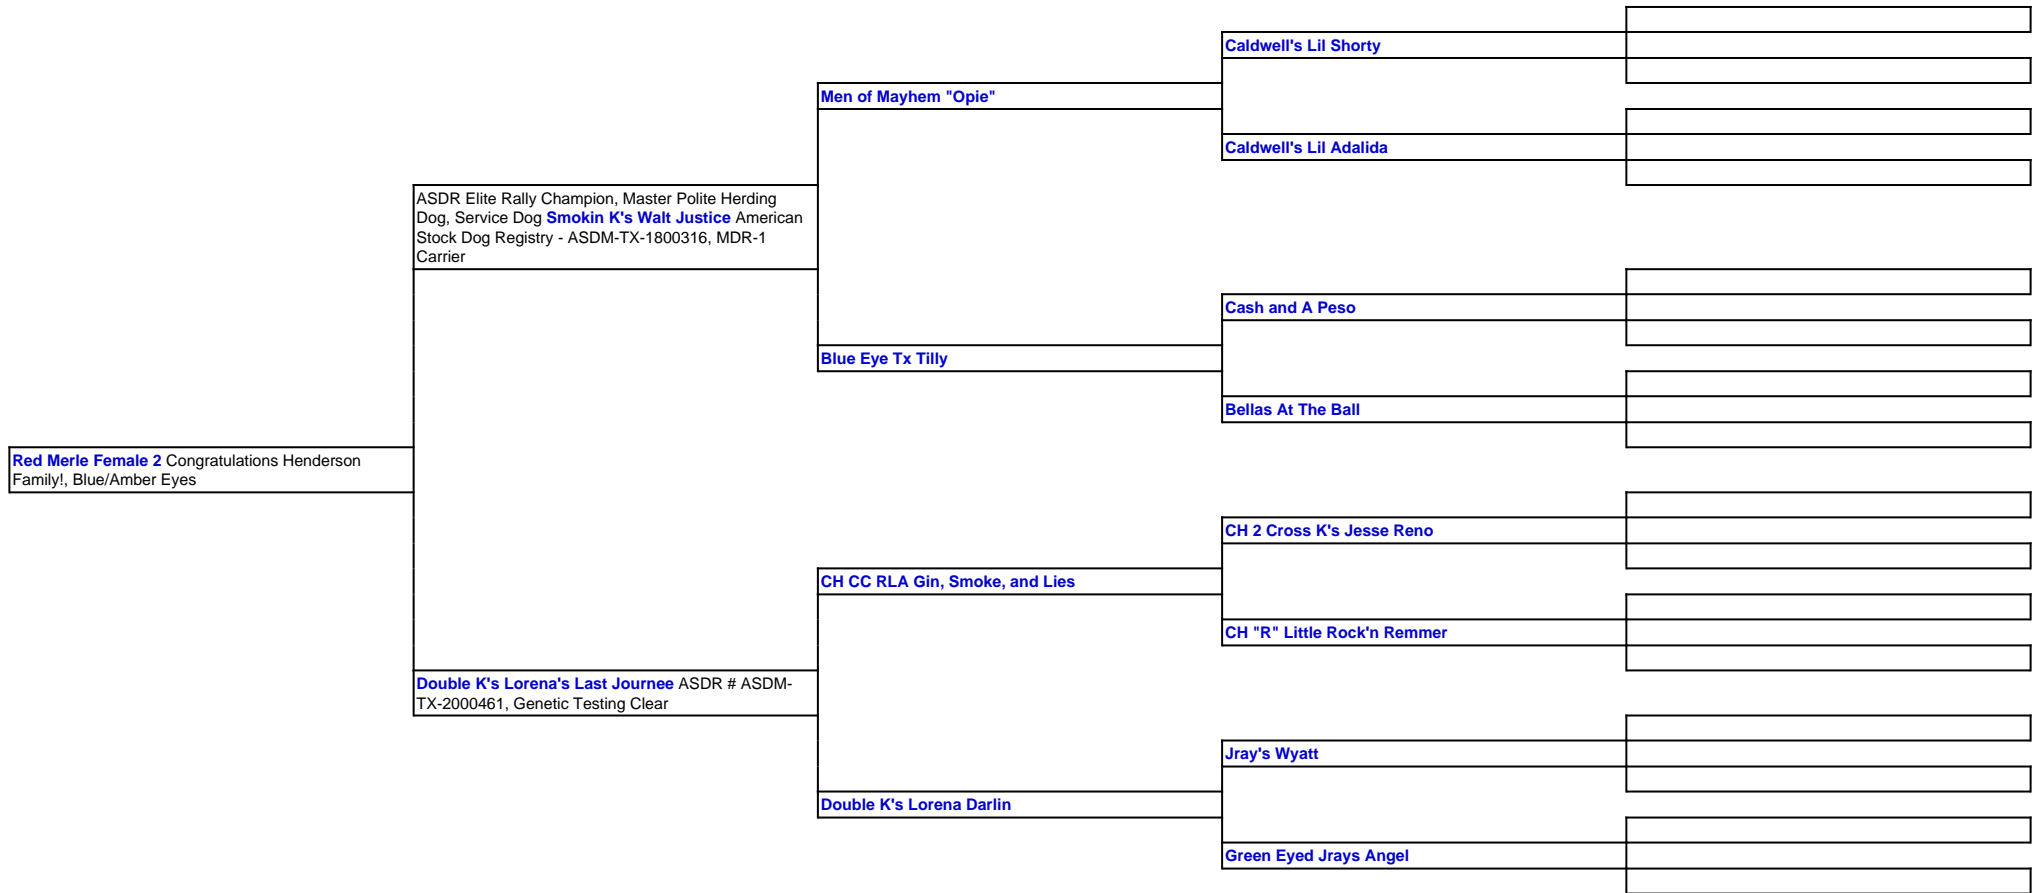 Caldwell's Lil Shorty
Men of Mayhem "Opie"
Caldwell's Lil Adalida
ASDR Elite Rally Champion, Master Polite Herding
Dog, Service Dog Smokin K's Walt Justice American
Stock Dog Registry - ASDM-TX-1800316, MDR-1
Carrier
Cash and A Peso
Blue Eye Tx Tilly
Bellas At The Ball
Red Merle Female 2 Congratulations Henderson
Family!, Blue/Amber Eyes
CH 2 Cross K's Jesse Reno
CH CC RLA Gin, Smoke, and Lies
CH "R" Little Rock'n Remmer
Double K's Lorena's Last Journee ASDR # ASDM-
TX-2000461, Genetic Testing Clear
Jray's Wyatt
Double K's Lorena Darlin
Green Eyed Jrays Angel